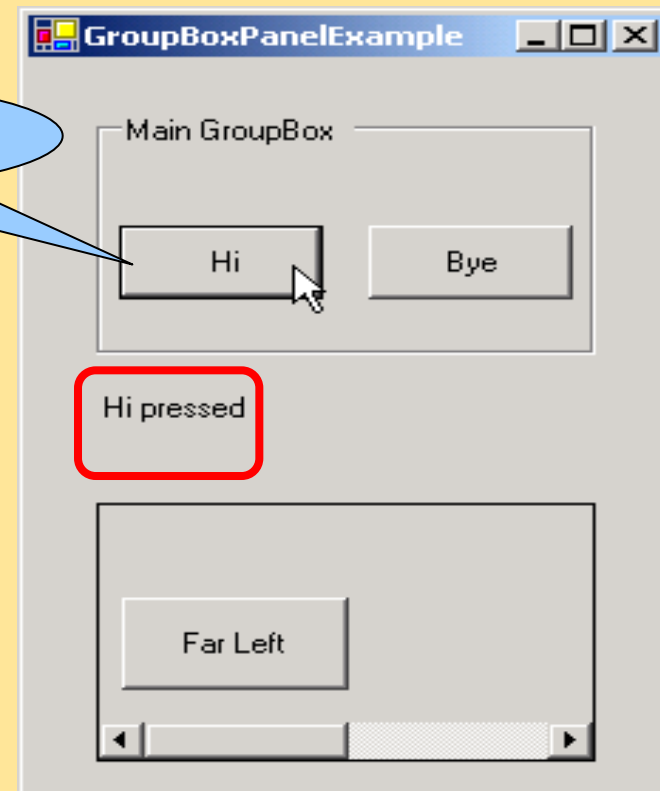 GroupBoxPanelExample
Main GroupBox
Hi Bye
Hi pressed
Far Left